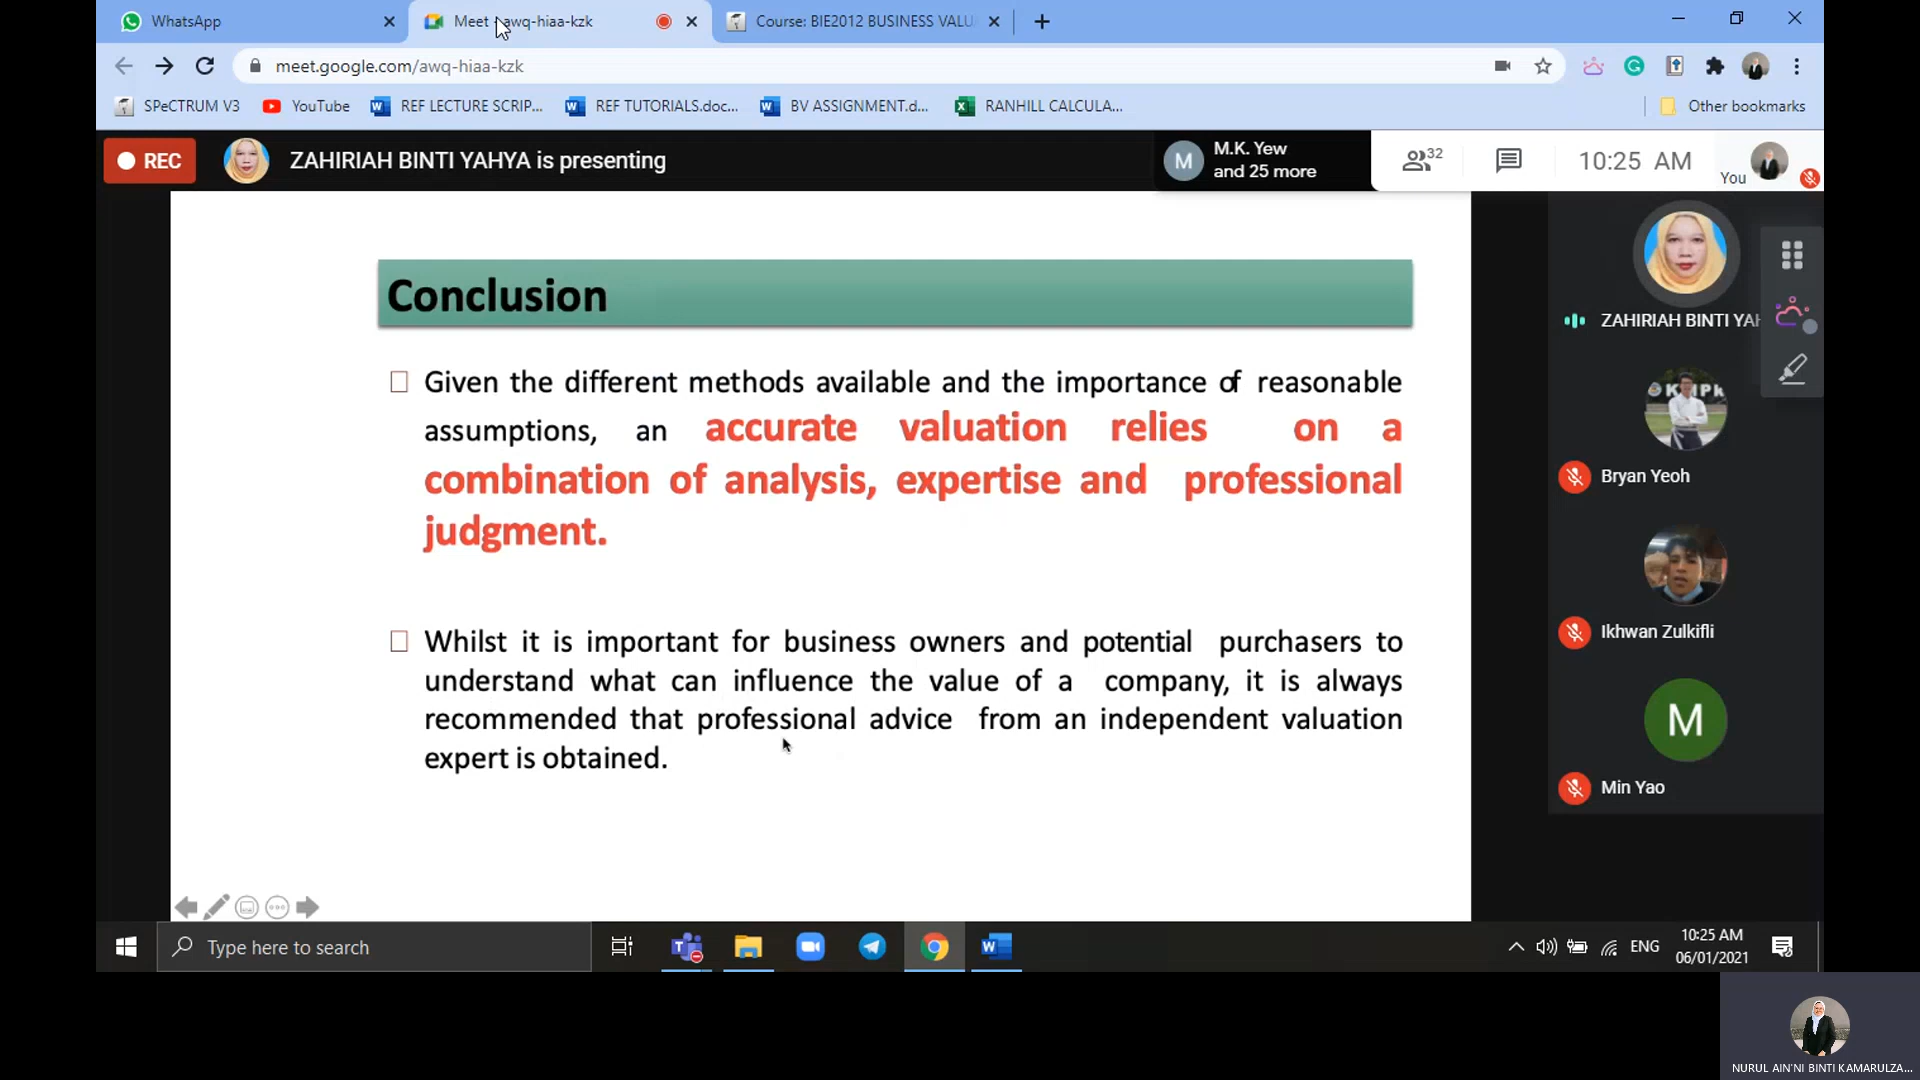 WhatsApp
Meet - awq-hiaa-kzk
Course: BIE2012 BUSINESS VALU
meet.google.com/awq-hiaa-kzk
SPeCTRUM V3
YouTube
REF LECTURE SCRIP...
REF TUTORIALS.doc...
BV ASSIGNMENT.d...
RANHILL CALCULA...
Other bookmarks
REC
ZAHIRIAH BINTI YAHYA is presenting
M
M.K. Yew
and 25 more
32
10:25 AM
You
Conclusion
Given the different methods available and the importance of reasonable
assumptions, an accurate valuation relies on a
combination of analysis, expertise and professional
judgment.
Whilst it is important for business owners and potential purchasers to
understand what can influence the value of a company, it is always
recommended that professional advice from an independent valuation
expert is obtained.
ZAHIRIAH BINTI YAH
Bryan Yeoh
Ikhwan Zulkifli
M
Min Yao
Type here to search
ENG
10:25 AM
06/01/2021
NURUL AIN'NI BINTI KAMARULZA...